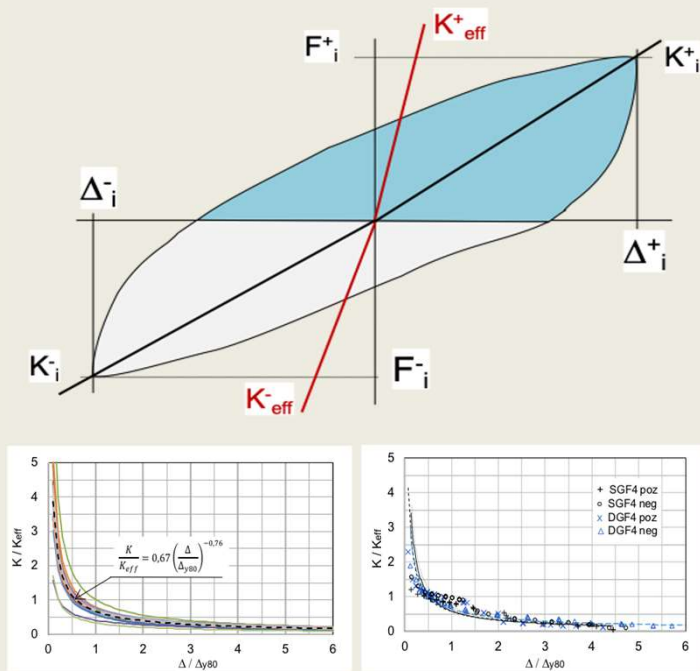 K⁺eff
F⁺i
K⁺i
Δ⁻i
Δ⁺i
K⁻i
F⁻i
K⁻eff
5
4
3
2
1
0
K / Keff
K/Keff = 0,67 (Δ/Δy80)^−0,76
0 1 2 3 4 5 6
Δ / Δy80
5
4
3
2
1
0
K / Keff
SGF4 poz
SGF4 neg
DGF4 poz
DGF4 neg
0 1 2 3 4 5 6
Δ / Δy80